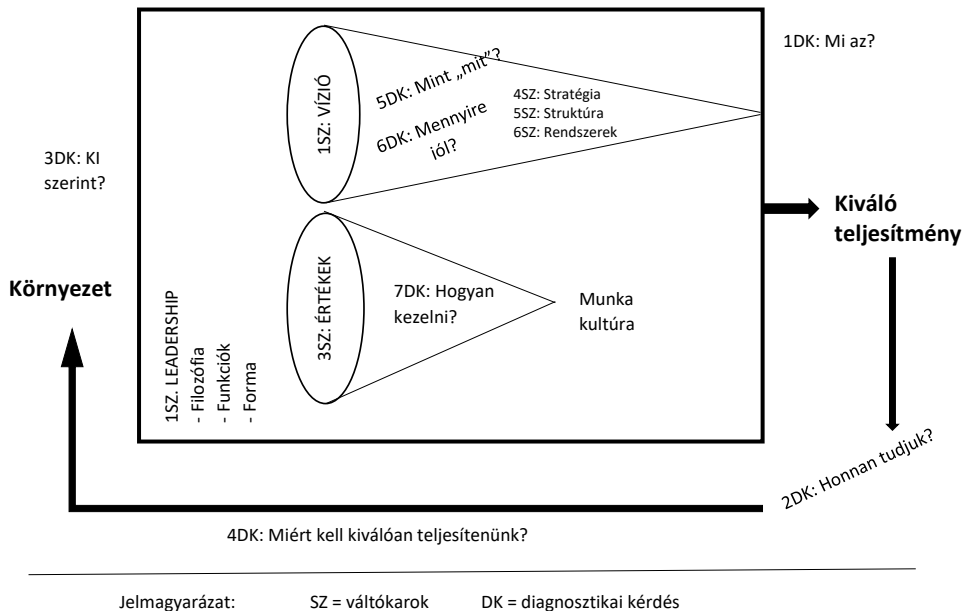 1DK: Mi az?
1SZ: VÍZIÓ
5DK: Mint „mit”?
6DK: Mennyire
iól?
4SZ: Stratégia
5SZ: Struktúra
6SZ: Rendszerek
3DK: KI
szerint?
Kiváló
teljesítmény
Környezet
1SZ. LEADERSHIP
- Filozófia
- Funkciók
- Forma
3SZ: ÉRTÉKEK
7DK: Hogyan
kezelni?
Munka
kultúra
2DK: Honnan tudjuk?
4DK: Miért kell kiválóan teljesítenünk?
Jelmagyarázat: SZ = váltókarok DK = diagnosztikai kérdés